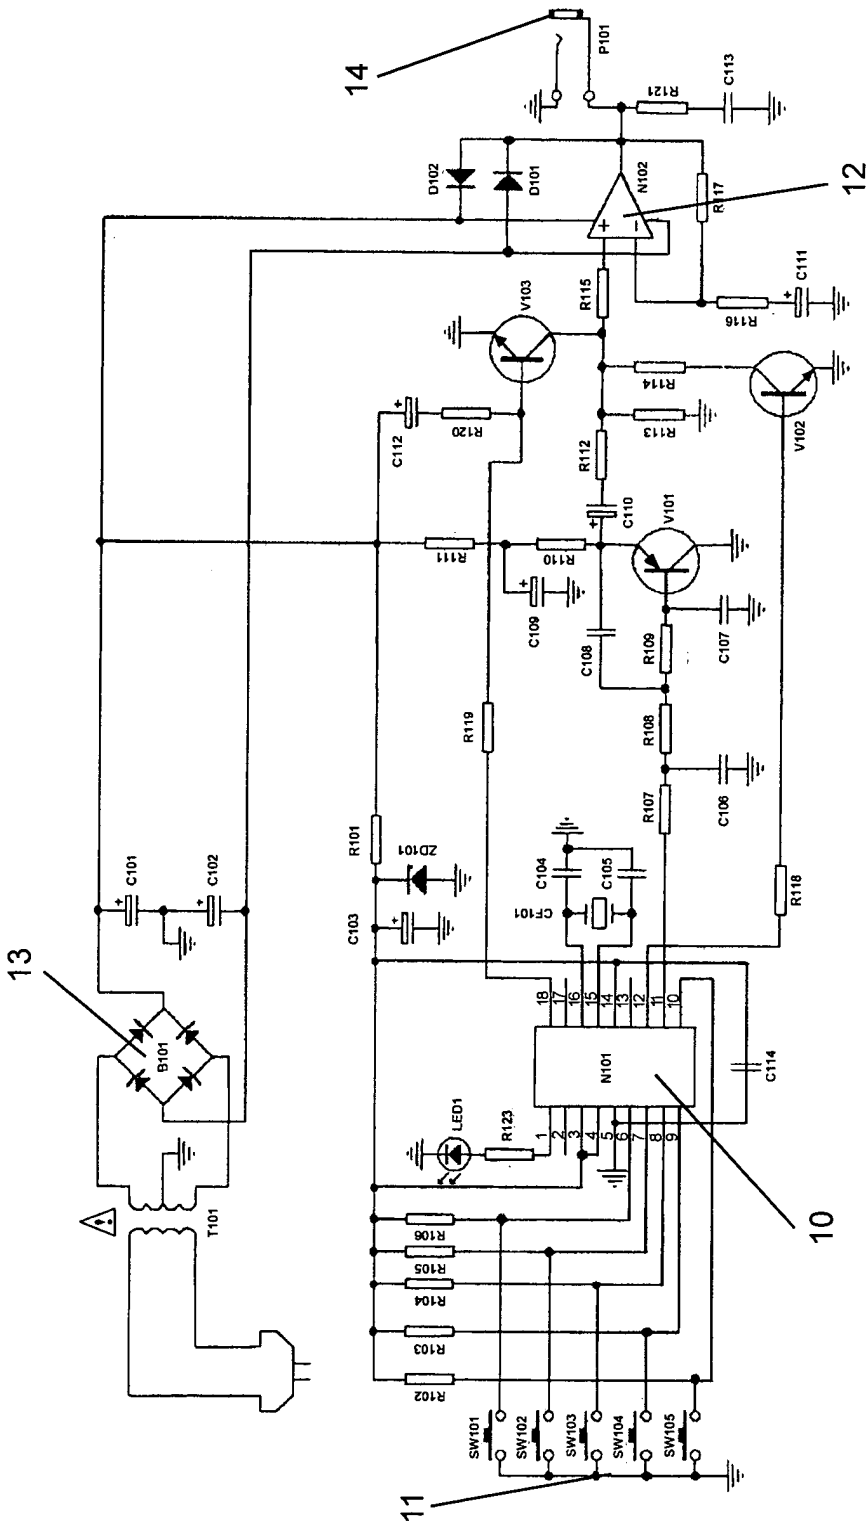 14
P101
C113
R121
D102
D101
N102
12
+
−
R117
C111
+
R116
R115
V103
C112
+
R120
R114
R113
R112
V102
C110
+
V101
R111
R110
C109
+
C108
R109
C107
R119
R108
R107
C106
R101
ZD101
C103
+
C104
C105
CF101
R118
C101
+
C102
+
13
B101
T101
!
18
17
16
15
14
13
12
11
10
N101
C114
1
2
3
4
5
6
7
8
9
LED1
R123
10
R106
R105
R104
R103
R102
SW101
SW102
SW103
SW104
SW105
11